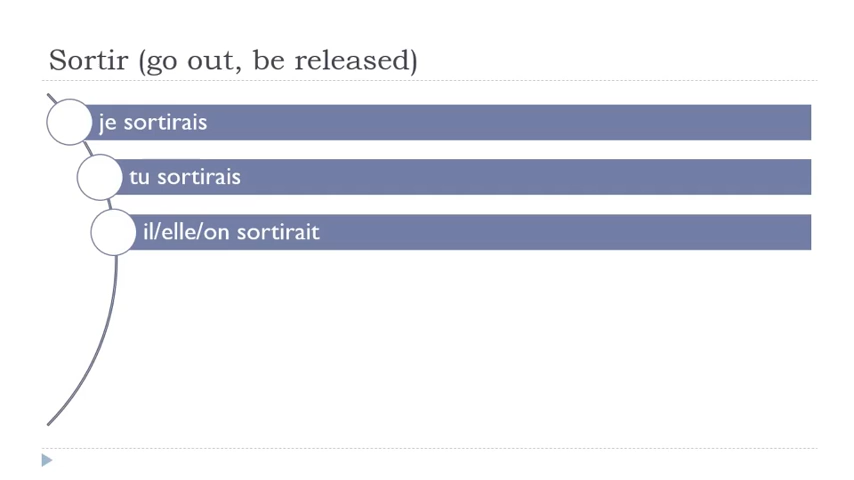 Sortir (go out, be released)
je sortirais
tu sortirais
il/elle/on sortirait